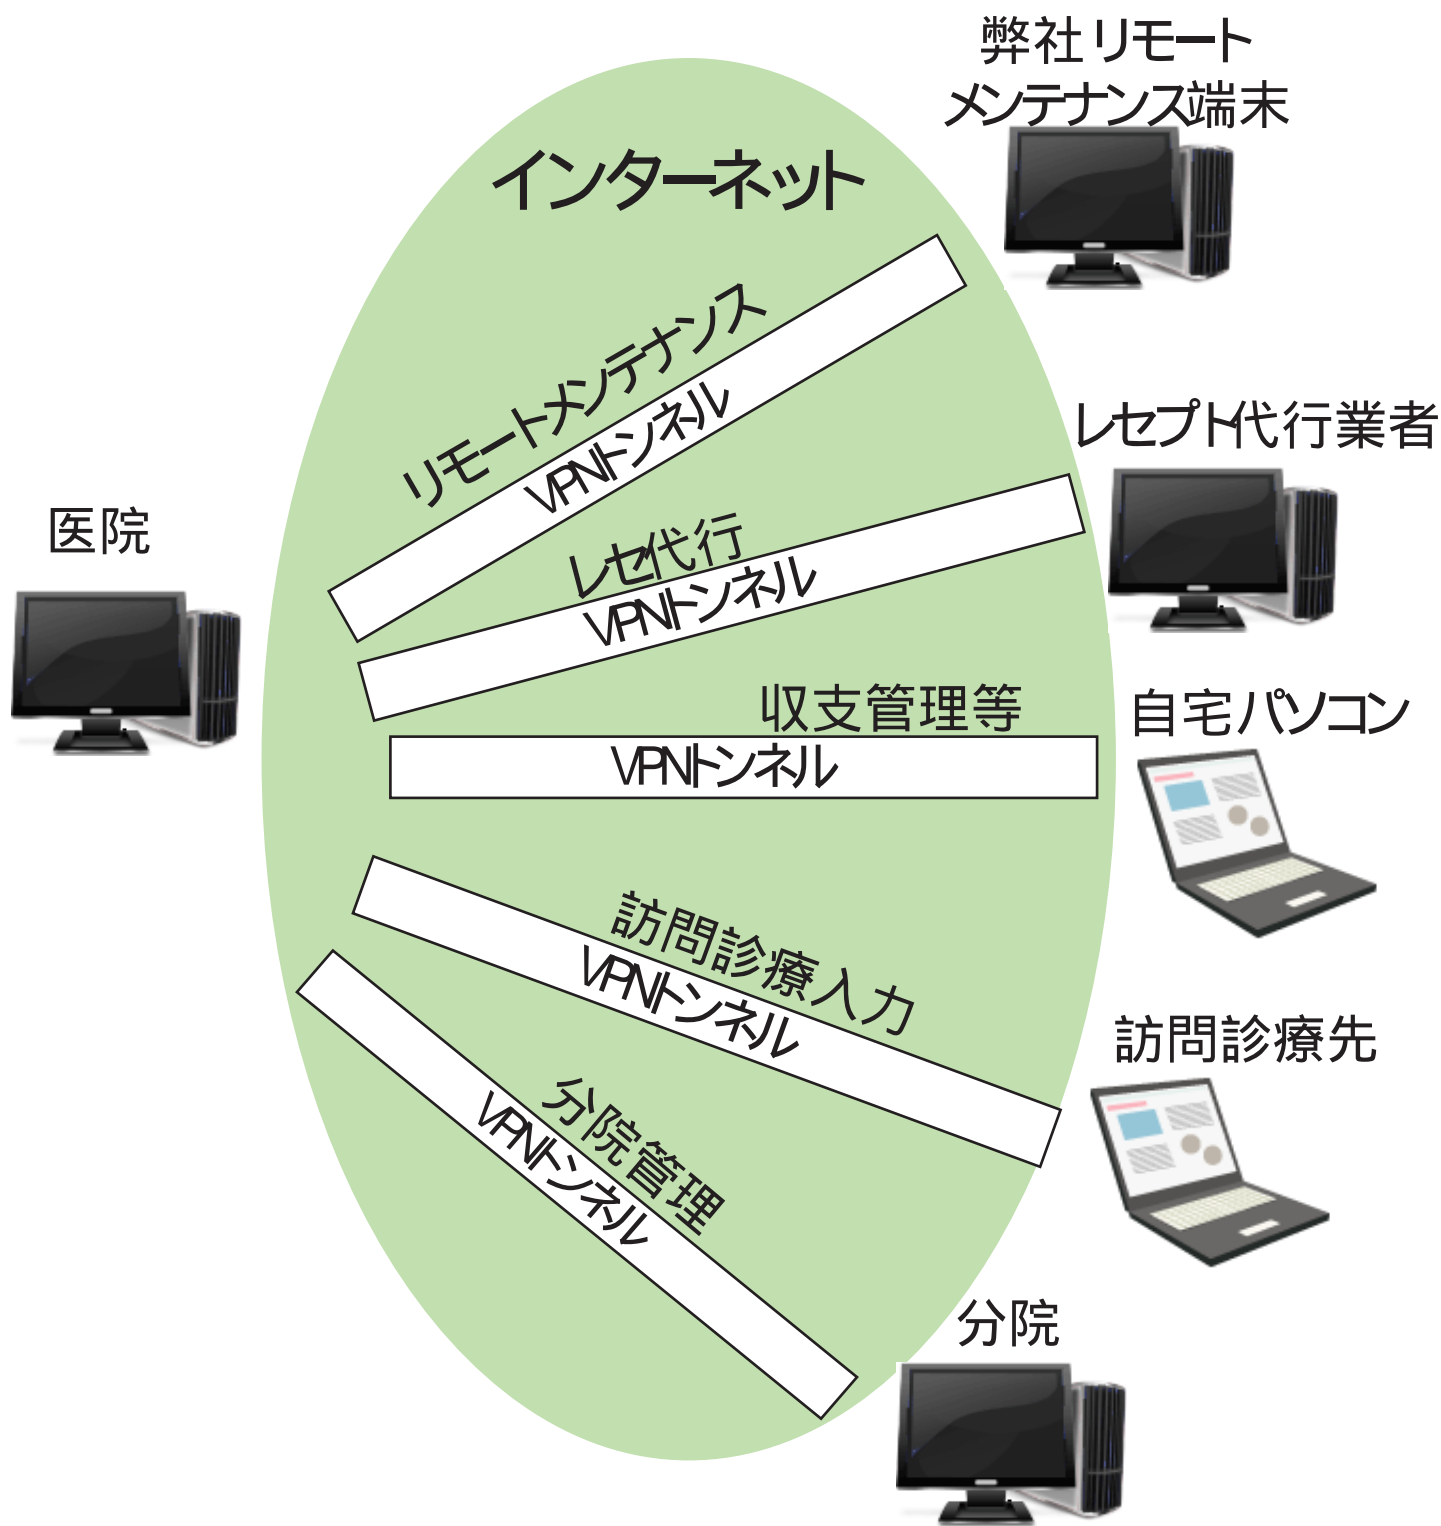 弊社リモート
メンテナンス端末
インターネット
リモートメンテナンス
VPNトンネル
レセプト代行業者
レセ代行
VPNトンネル
医院
収支管理等
VPNトンネル
自宅パソコン
訪問診療入力
VPNトンネル
訪問診療先
分院管理
VPNトンネル
分院